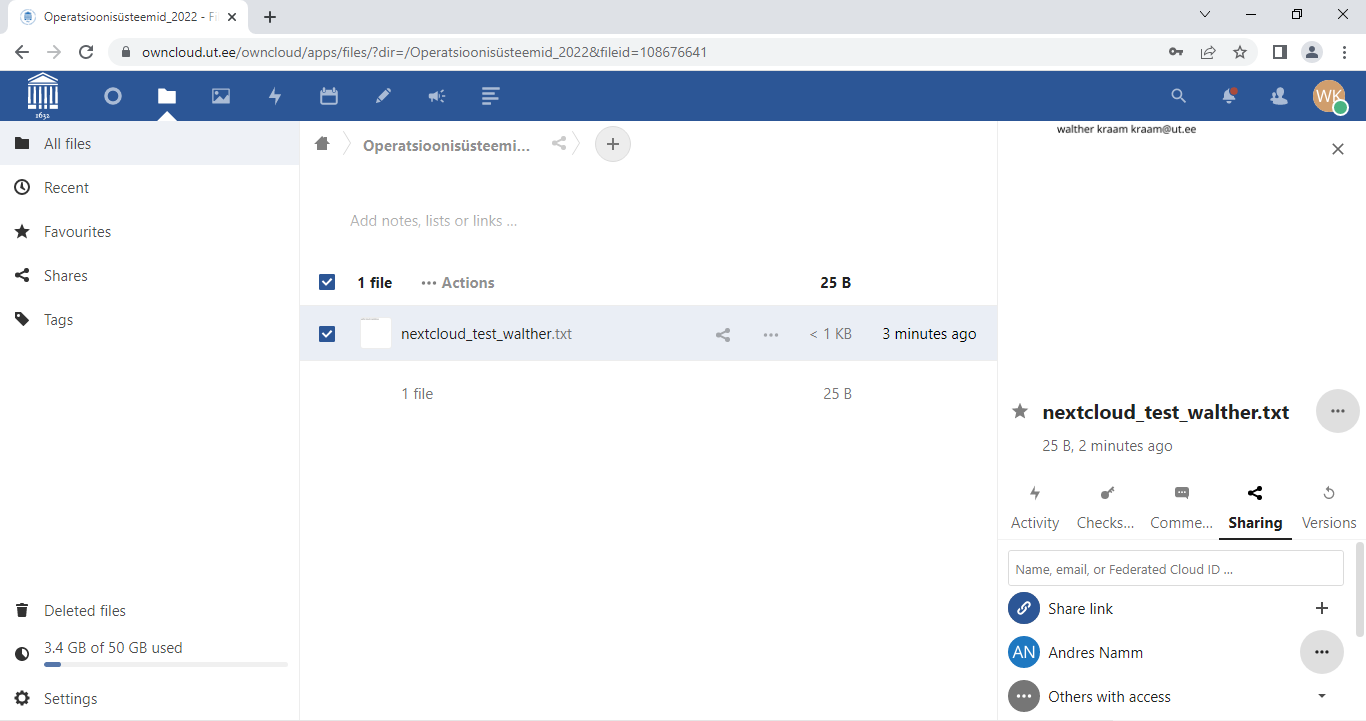 Operatsioonisüsteemid_2022 - Fi
owncloud.ut.ee/owncloud/apps/files/?dir=/Operatsioonisüsteemid_2022&fileid=108676641
1632
WK
All files
Recent
Favourites
Shares
Tags
Deleted files
3.4 GB of 50 GB used
Settings
Operatsioonisüsteemi...
Add notes, lists or links ...
1 file
Actions
25 B
nextcloud_test_walther.txt
< 1 KB
3 minutes ago
1 file
25 B
walther kraam kraam@ut.ee
nextcloud_test_walther.txt
25 B, 2 minutes ago
Activity
Checks...
Comme...
Sharing
Versions
Name, email, or Federated Cloud ID ...
Share link
AN Andres Namm
Others with access